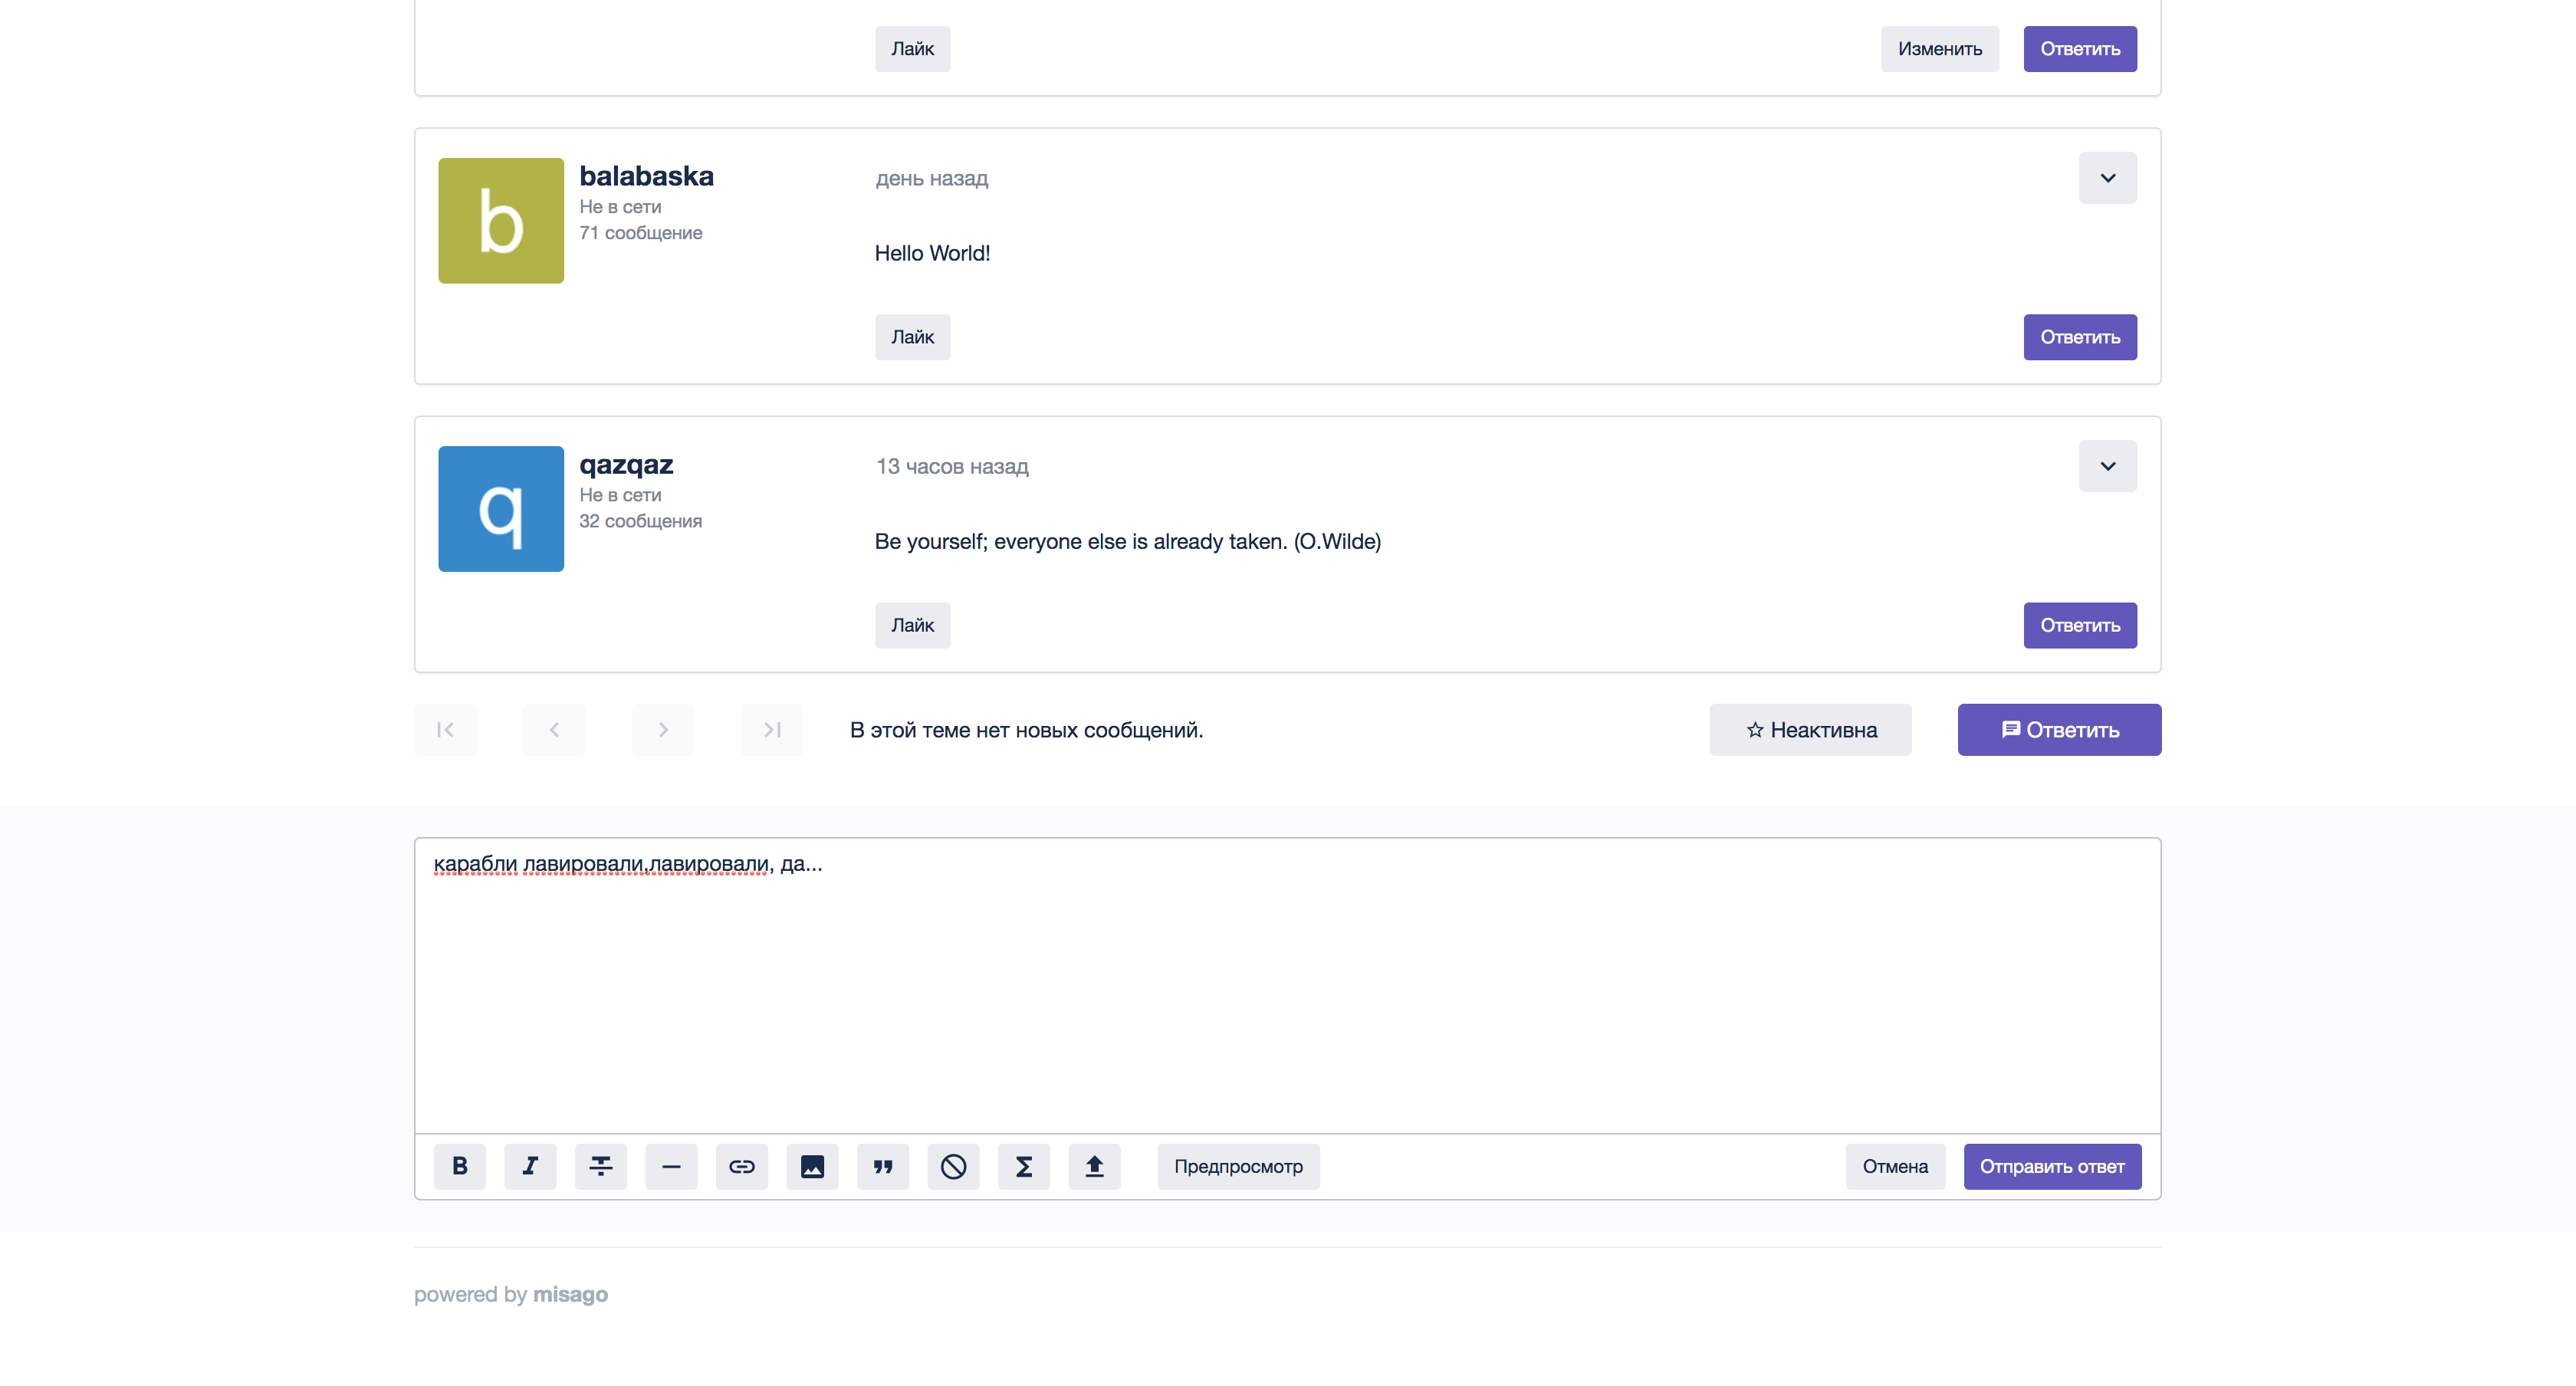 Лайк Изменить Ответить
b balabaska день назад
Не в сети
71 сообщение
Hello World!
Лайк Ответить
q qazqaz 13 часов назад
Не в сети
32 сообщения
Be yourself; everyone else is already taken. (O.Wilde)
Лайк Ответить
В этой теме нет новых сообщений. Неактивна Ответить
карабли лавировали,лавировали, да...
B I Предпросмотр Отмена Отправить ответ
powered by misago